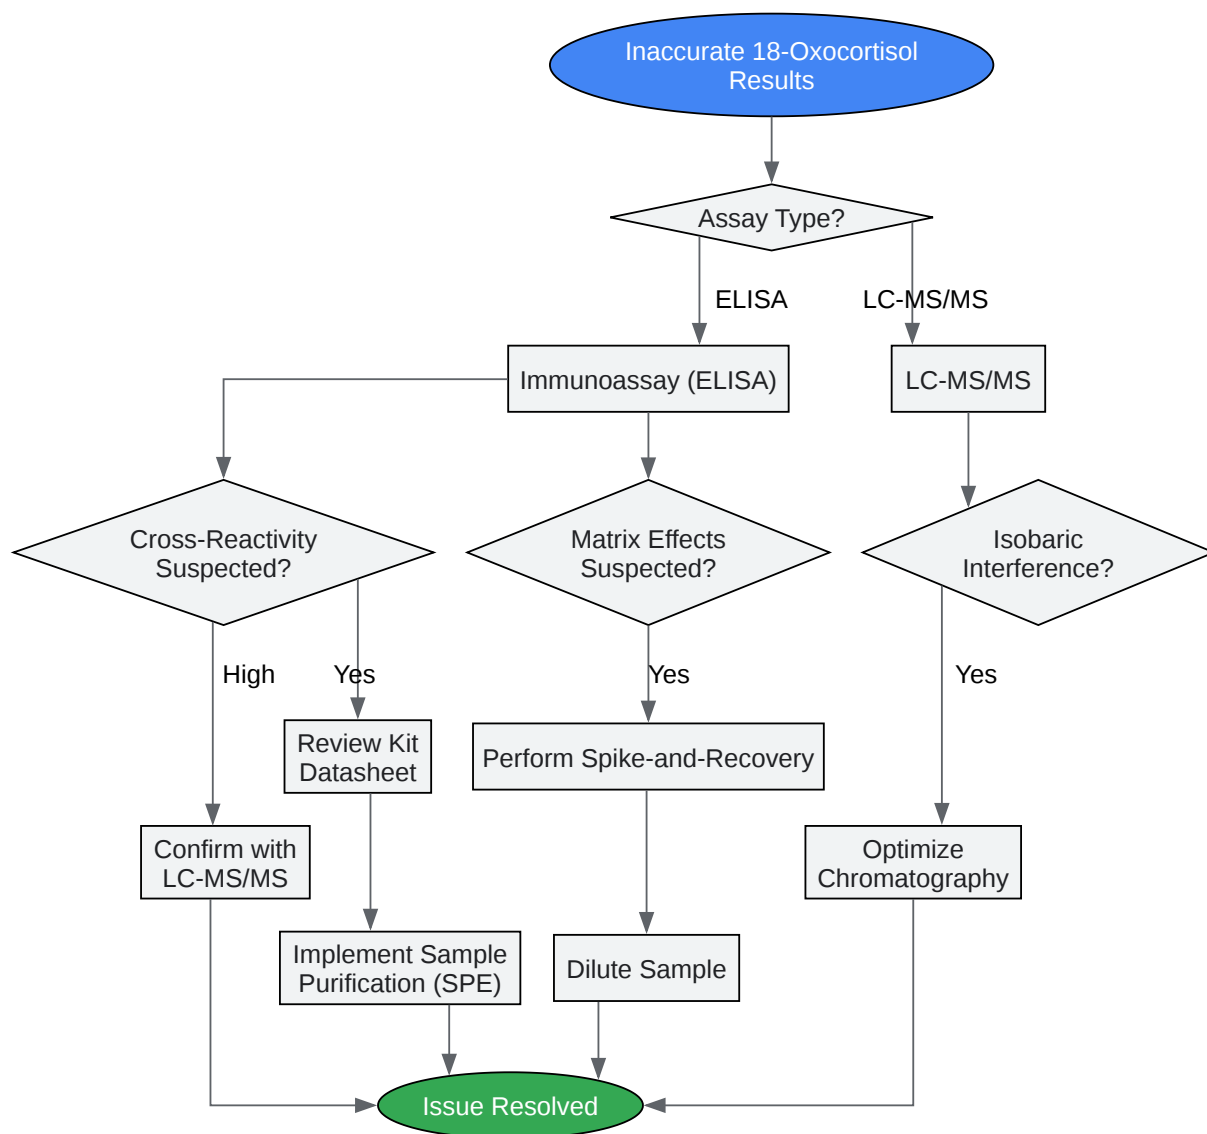 Inaccurate 18-Oxocortisol
Results
Assay Type?
ELISA
LC-MS/MS
Immunoassay (ELISA)
LC-MS/MS
Cross-Reactivity
Suspected?
Matrix Effects
Suspected?
Isobaric
Interference?
High
Yes
Yes
Yes
Review Kit
Datasheet
Perform Spike-and-Recovery
Confirm with
LC-MS/MS
Optimize
Chromatography
Implement Sample
Purification (SPE)
Dilute Sample
Issue Resolved